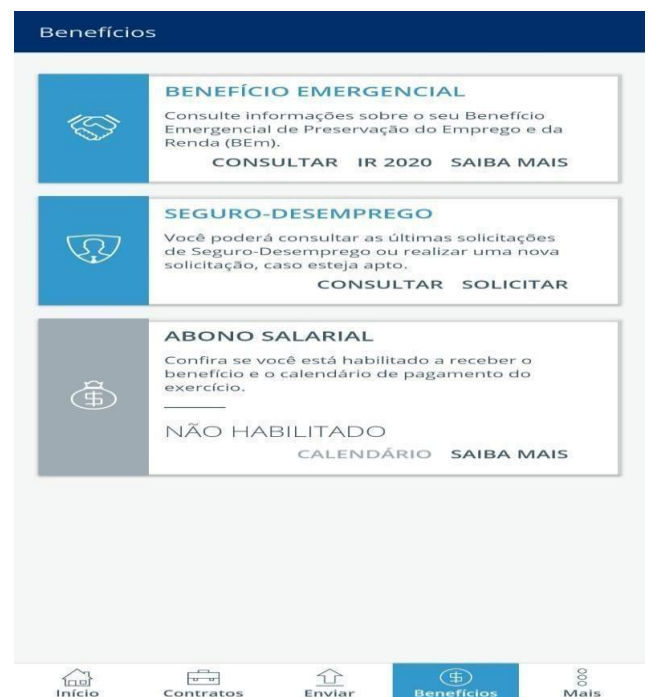 Benefícios
BENEFÍCIO EMERGENCIAL
Consulte informações sobre o seu Benefício
Emergencial de Preservação do Emprego e da
Renda (BEm).
CONSULTAR IR 2020 SAIBA MAIS
SEGURO-DESEMPREGO
Você poderá consultar as últimas solicitações
de Seguro-Desemprego ou realizar uma nova
solicitação, caso esteja apto.
CONSULTAR SOLICITAR
ABONO SALARIAL
Confira se você está habilitado a receber o
benefício e o calendário de pagamento do
exercício.
NÃO HABILITADO
CALENDÁRIO SAIBA MAIS
Início Contratos Enviar Benefícios Mais